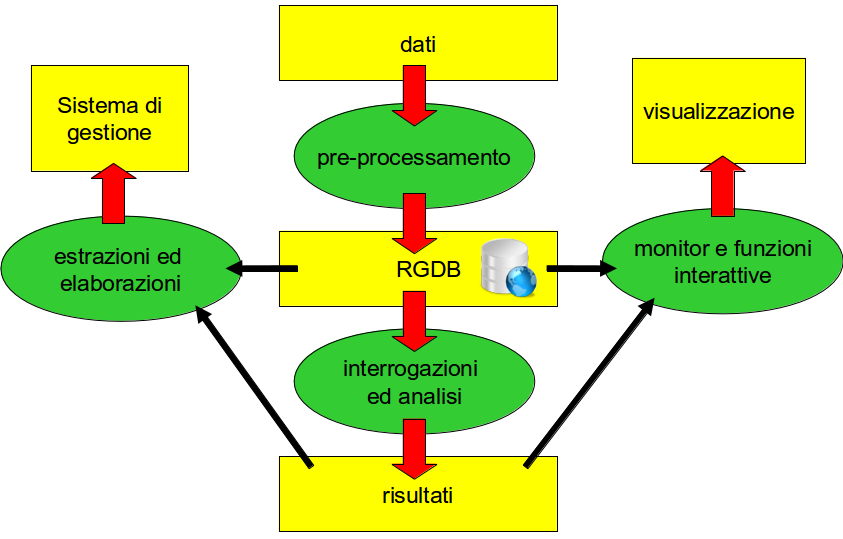 dati
Sistema di
gestione
visualizzazione
pre-processamento
estrazioni ed
elaborazioni
RGDB
monitor e funzioni
interattive
interrogazioni
ed analisi
risultati